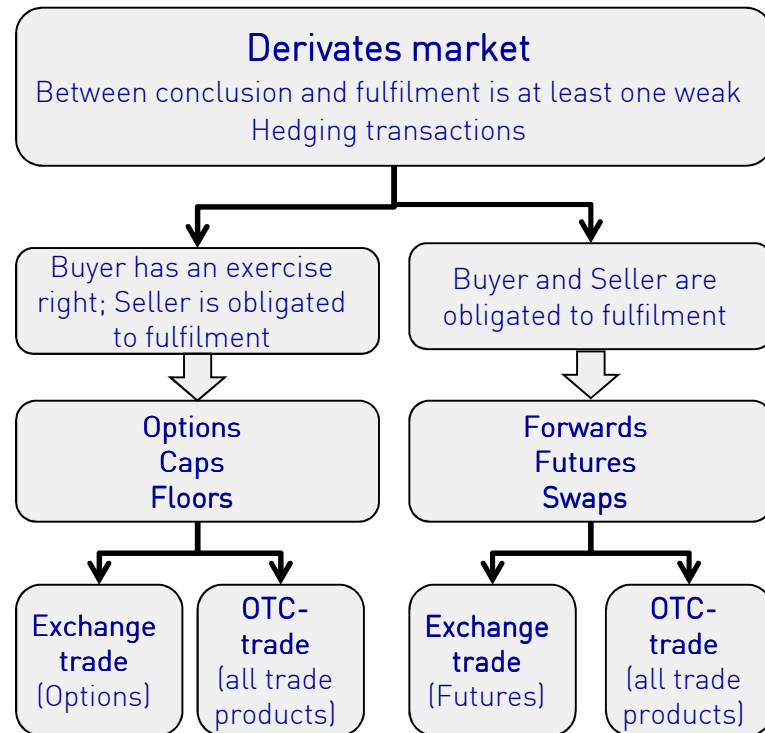 Derivates market
Between conclusion and fulfilment is at least one weak
Hedging transactions
Buyer has an exercise
right; Seller is obligated
to fulfilment
Buyer and Seller are
obligated to fulfilment
Options
Caps
Floors
Forwards
Futures
Swaps
Exchange
trade
(Options)
OTC-
trade
(all trade
products)
Exchange
trade
(Futures)
OTC-
trade
(all trade
products)